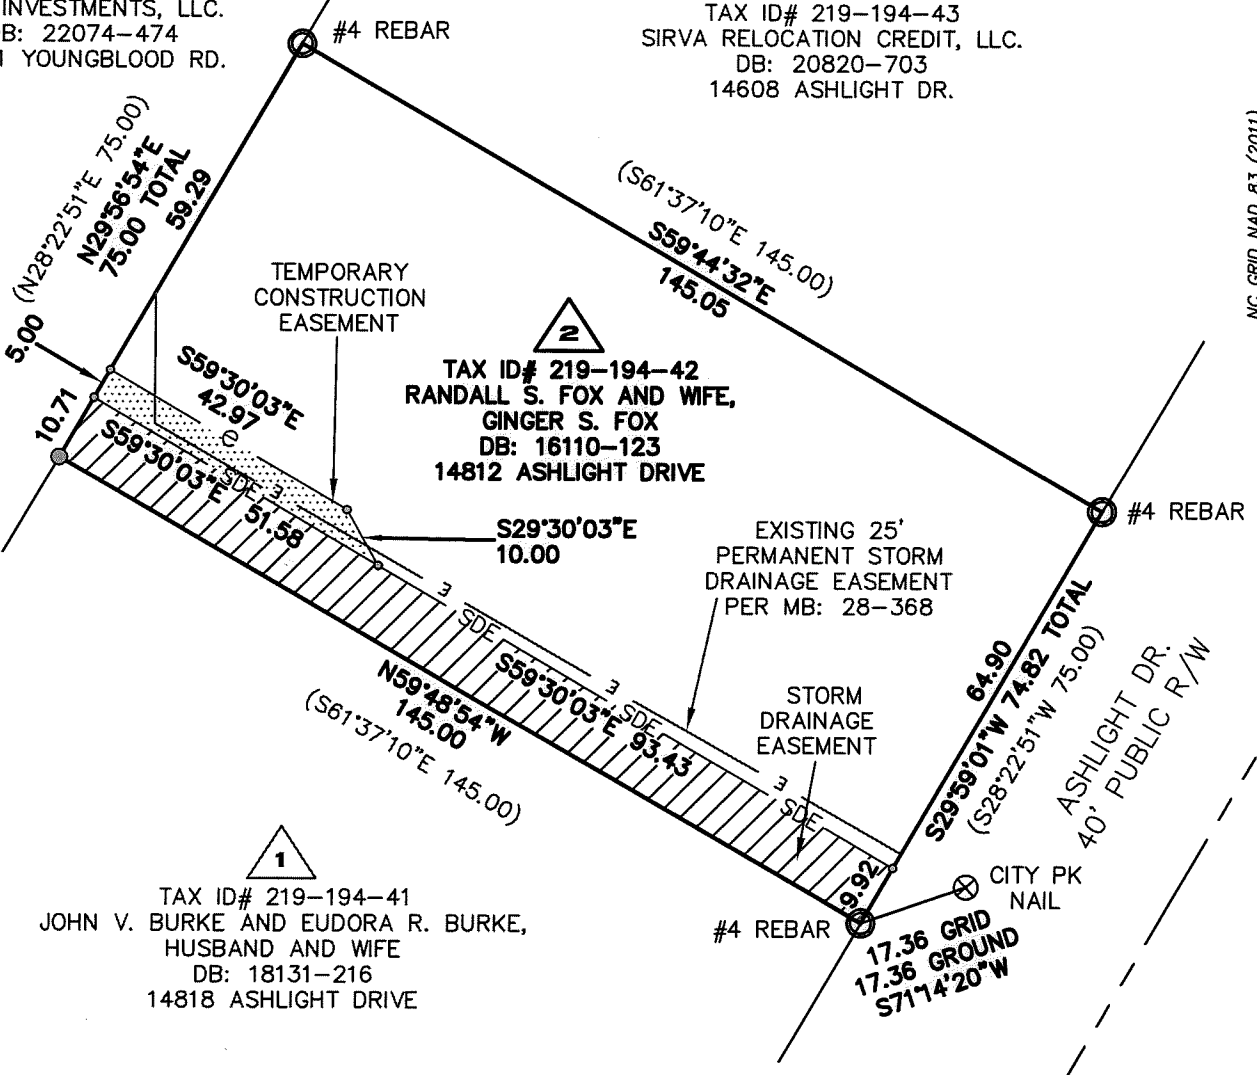 INVESTMENTS, LLC.
B: 22074-474
YOUNGBLOOD RD.
#4 REBAR
TAX ID# 219-194-43
SIRVA RELOCATION CREDIT, LLC.
DB: 20820-703
14608 ASHLIGHT DR.
NC GRID NAD 83 (2011)
(N28°22'51"E 75.00)
N29°56'54"E
75.00 TOTAL
59.29
(S61°37'10"E 145.00)
S59°44'32"E
145.05
TEMPORARY
CONSTRUCTION
EASEMENT
2
TAX ID# 219-194-42
RANDALL S. FOX AND WIFE,
GINGER S. FOX
DB: 16110-123
14812 ASHLIGHT DRIVE
5.00
10.71
S59°30'03"E
42.97
e
S59°30'03"E
51.58
SDE
S29°30'03"E
10.00
#4 REBAR
EXISTING 25'
PERMANENT STORM
DRAINAGE EASEMENT
PER MB: 28-368
SDE
S59°30'03"E 93.43
SDE
SDE
N59°48'54"W
145.00
(S61°37'10"E 145.00)
STORM
DRAINAGE
EASEMENT
64.90
S29°59'01"W 74.82 TOTAL
(S28°22'51"W 75.00)
ASHLIGHT DR.
40' PUBLIC R/W
9.92
CITY PK
NAIL
#4 REBAR
17.36 GRID
17.36 GROUND
S71°14'20"W
1
TAX ID# 219-194-41
JOHN V. BURKE AND EUDORA R. BURKE,
HUSBAND AND WIFE
DB: 18131-216
14818 ASHLIGHT DRIVE